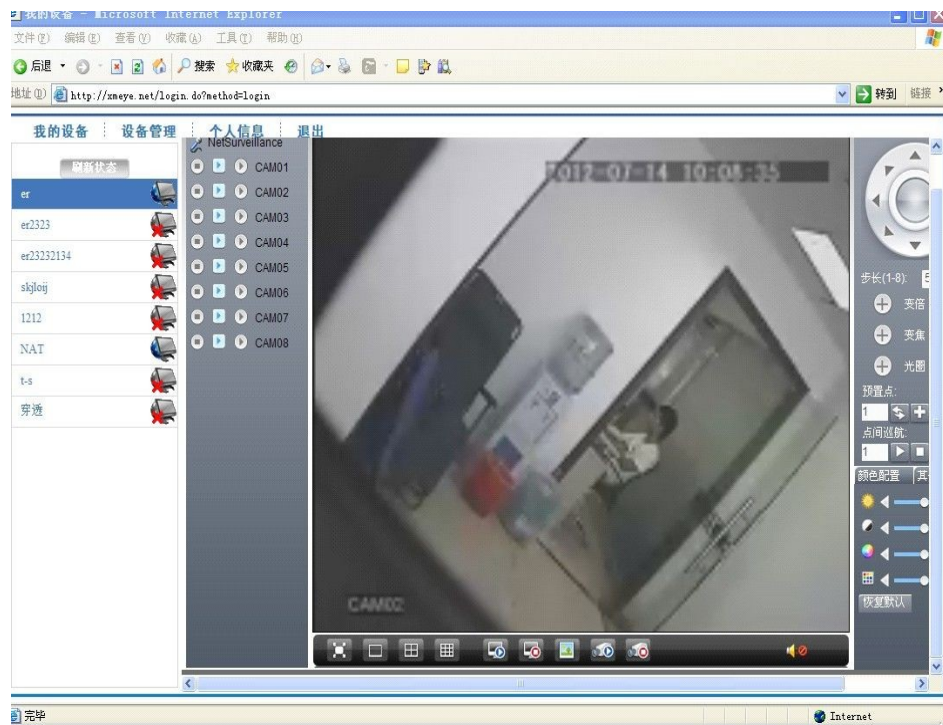 我的设备 - Microsoft Internet Explorer
文件(F) 编辑(E) 查看(V) 收藏(A) 工具(T) 帮助(H)
后退 搜索 收藏夹
地址(D) http://xmeye.net/login.do?method=login 转到 链接
我的设备 设备管理 个人信息 退出
刷新状态
er
er2323
er23232134
skjloij
1212
NAT
t-s
穿透
NetSurveillance
CAM01
CAM02
CAM03
CAM04
CAM05
CAM06
CAM07
CAM08
2012-07-14 10:08:35
CAM02
步长(1-8): 5
变倍
变焦
光圈
预置点:
1
点间巡航:
1
颜色配置 其
恢复默认
完毕 Internet